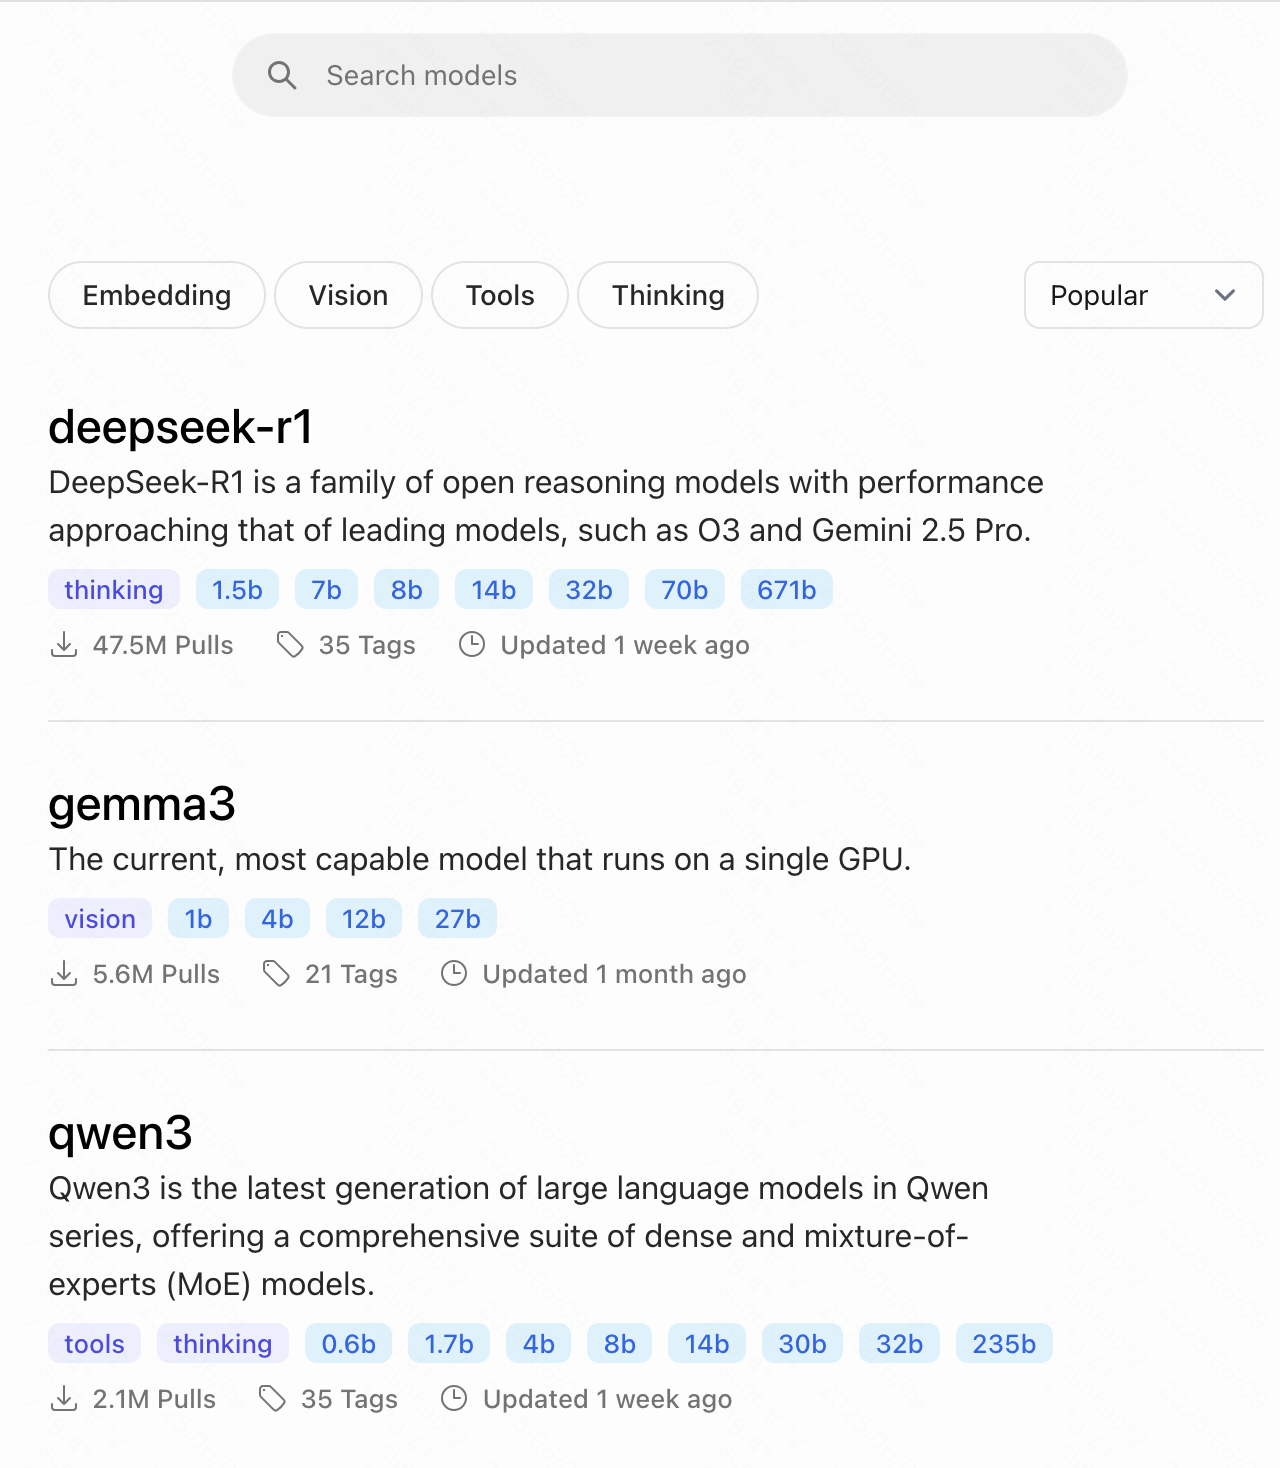 Search models
Embedding Vision Tools Thinking Popular
deepseek-r1
DeepSeek-R1 is a family of open reasoning models with performance
approaching that of leading models, such as O3 and Gemini 2.5 Pro.
thinking 1.5b 7b 8b 14b 32b 70b 671b
47.5M Pulls 35 Tags Updated 1 week ago
gemma3
The current, most capable model that runs on a single GPU.
vision 1b 4b 12b 27b
5.6M Pulls 21 Tags Updated 1 month ago
qwen3
Qwen3 is the latest generation of large language models in Qwen
series, offering a comprehensive suite of dense and mixture-of-
experts (MoE) models.
tools thinking 0.6b 1.7b 4b 8b 14b 30b 32b 235b
2.1M Pulls 35 Tags Updated 1 week ago